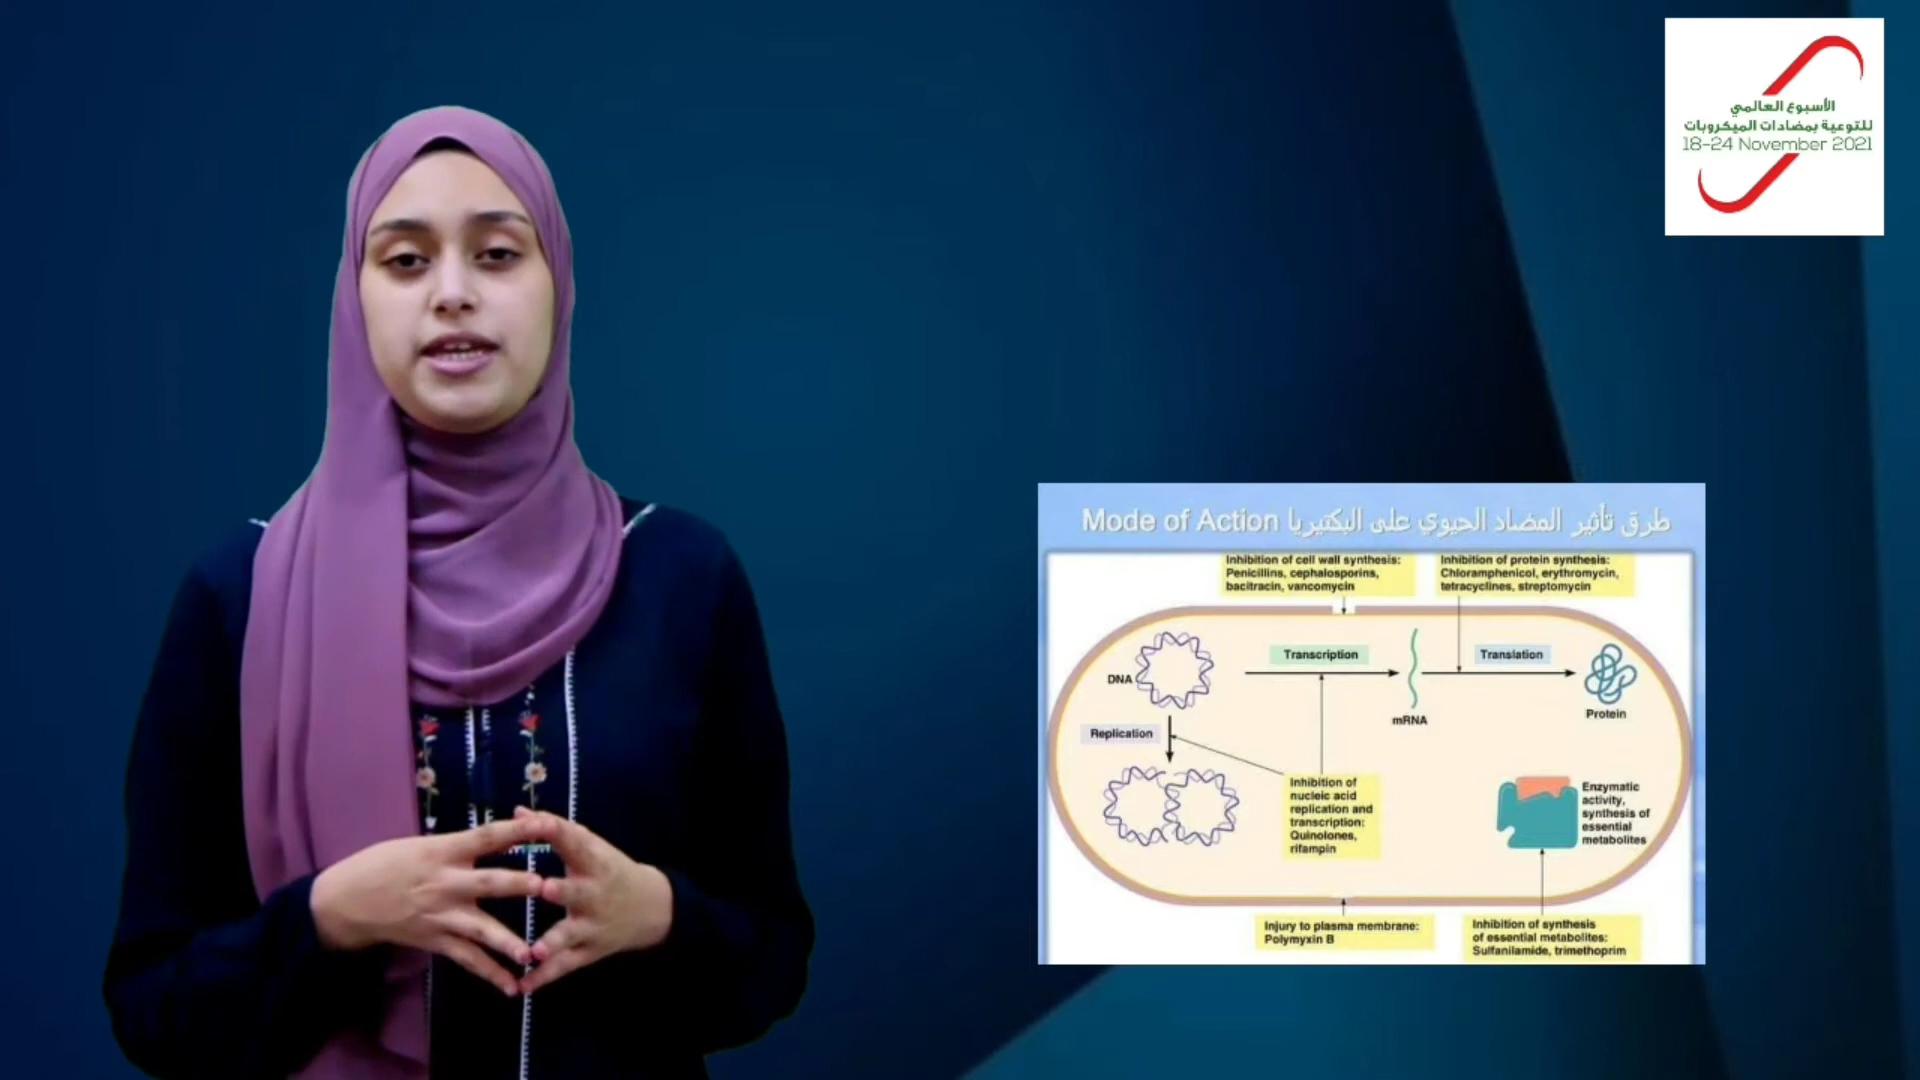 الأسبوع العالمي
للتوعية بمضادات الميكروبات
18-24 November 2021
طرق تأثير المضاد الحيوي على البكتيريا Mode of Action
Inhibition of cell wall synthesis:
Penicillins, cephalosporins,
bacitracin, vancomycin
Inhibition of protein synthesis:
Chloramphenicol, erythromycin,
tetracyclines, streptomycin
DNA
Transcription
mRNA
Translation
Protein
Replication
Inhibition of
nucleic acid
replication and
transcription:
Quinolones,
rifampin
Enzymatic
activity,
synthesis of
essential
metabolites
Injury to plasma membrane:
Polymyxin B
Inhibition of synthesis
of essential metabolites:
Sulfanilamide, trimethoprim